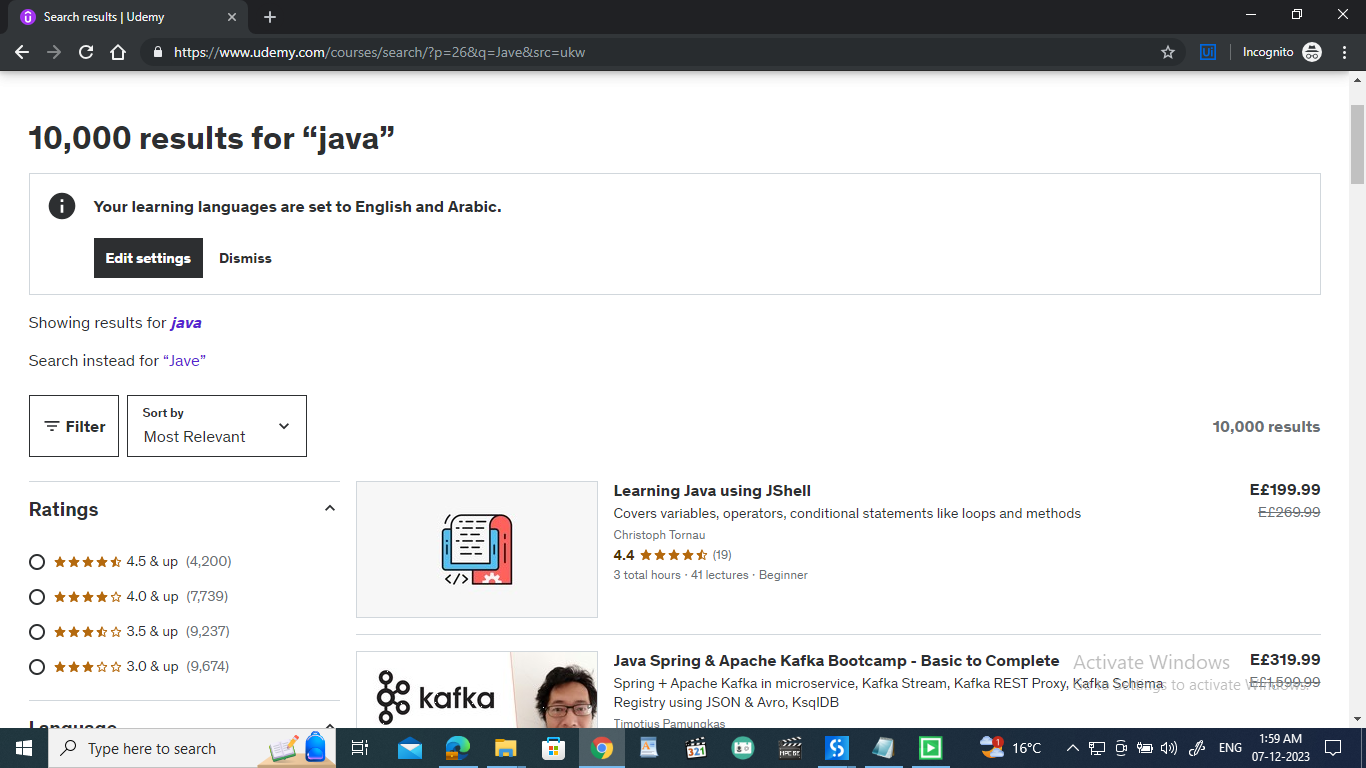 Search results | Udemy
https://www.udemy.com/courses/search/?p=26&q=Jave&src=ukw
Ui
Incognito
10,000 results for “java”
Your learning languages are set to English and Arabic.
Edit settings
Dismiss
Showing results for java
Search instead for “Jave”
Filter
Sort by
Most Relevant
10,000 results
Ratings
4.5 & up (4,200)
4.0 & up (7,739)
3.5 & up (9,237)
3.0 & up (9,674)
Language
Learning Java using JShell
E£199.99
Covers variables, operators, conditional statements like loops and methods
E£269.99
Christoph Tornau
4.4 (19)
3 total hours · 41 lectures · Beginner
kafka
Java Spring & Apache Kafka Bootcamp - Basic to Complete
E£319.99
Spring + Apache Kafka in microservice, Kafka Stream, Kafka REST Proxy, Kafka Schema
E£1,599.99
Registry using JSON & Avro, KsqlDB
Timotius Pamungkas
Activate Windows
Go to Settings to activate Windows.
Type here to search
321
MPC BE
1
16°C
ENG
1:59 AM
07-12-2023